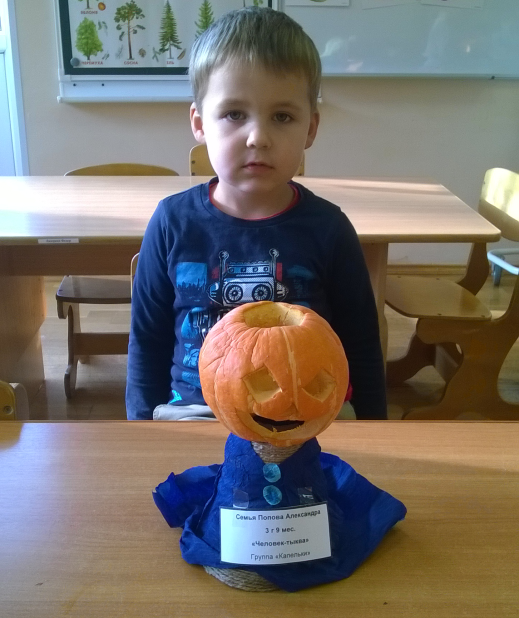 Семья Попова Александра
3 г 9 мес.
«Человек-тыква»
Группа «Капельки»